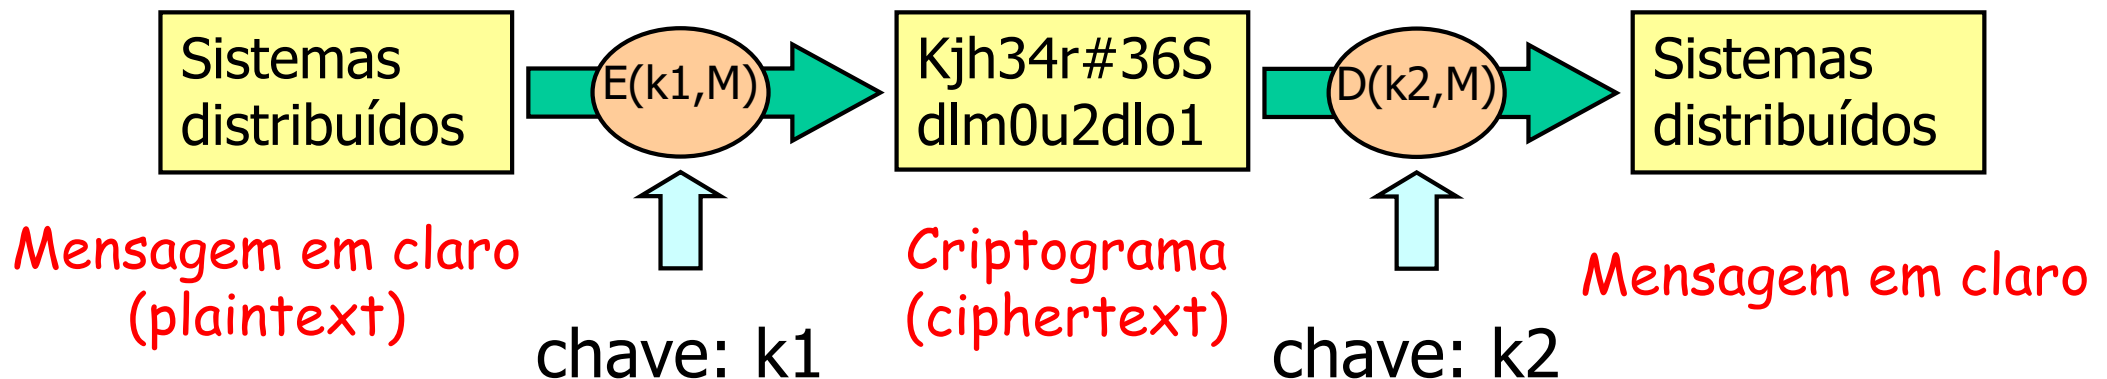 Sistemas
distribuídos
E(k1,M)
Kjh34r#36S
dlm0u2dlo1
D(k2,M)
Sistemas
distribuídos
Mensagem em claro
(plaintext)
chave: k1
Criptograma
(ciphertext)
chave: k2
Mensagem em claro